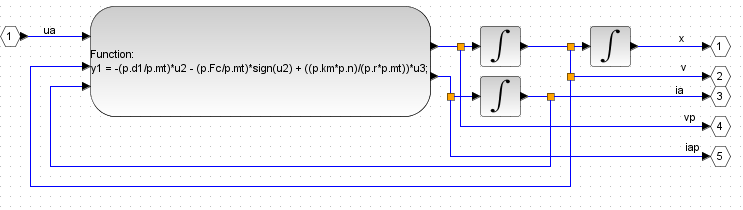 1 ua
Function:
y1 = -(p.d1/p.mt)*u2 - (p.Fc/p.mt)*sign(u2) + ((p.km*p.n)/(p.r*p.mt))*u3;
∫ ∫ x 1
v 2
∫ ia 3
vp 4
iap 5